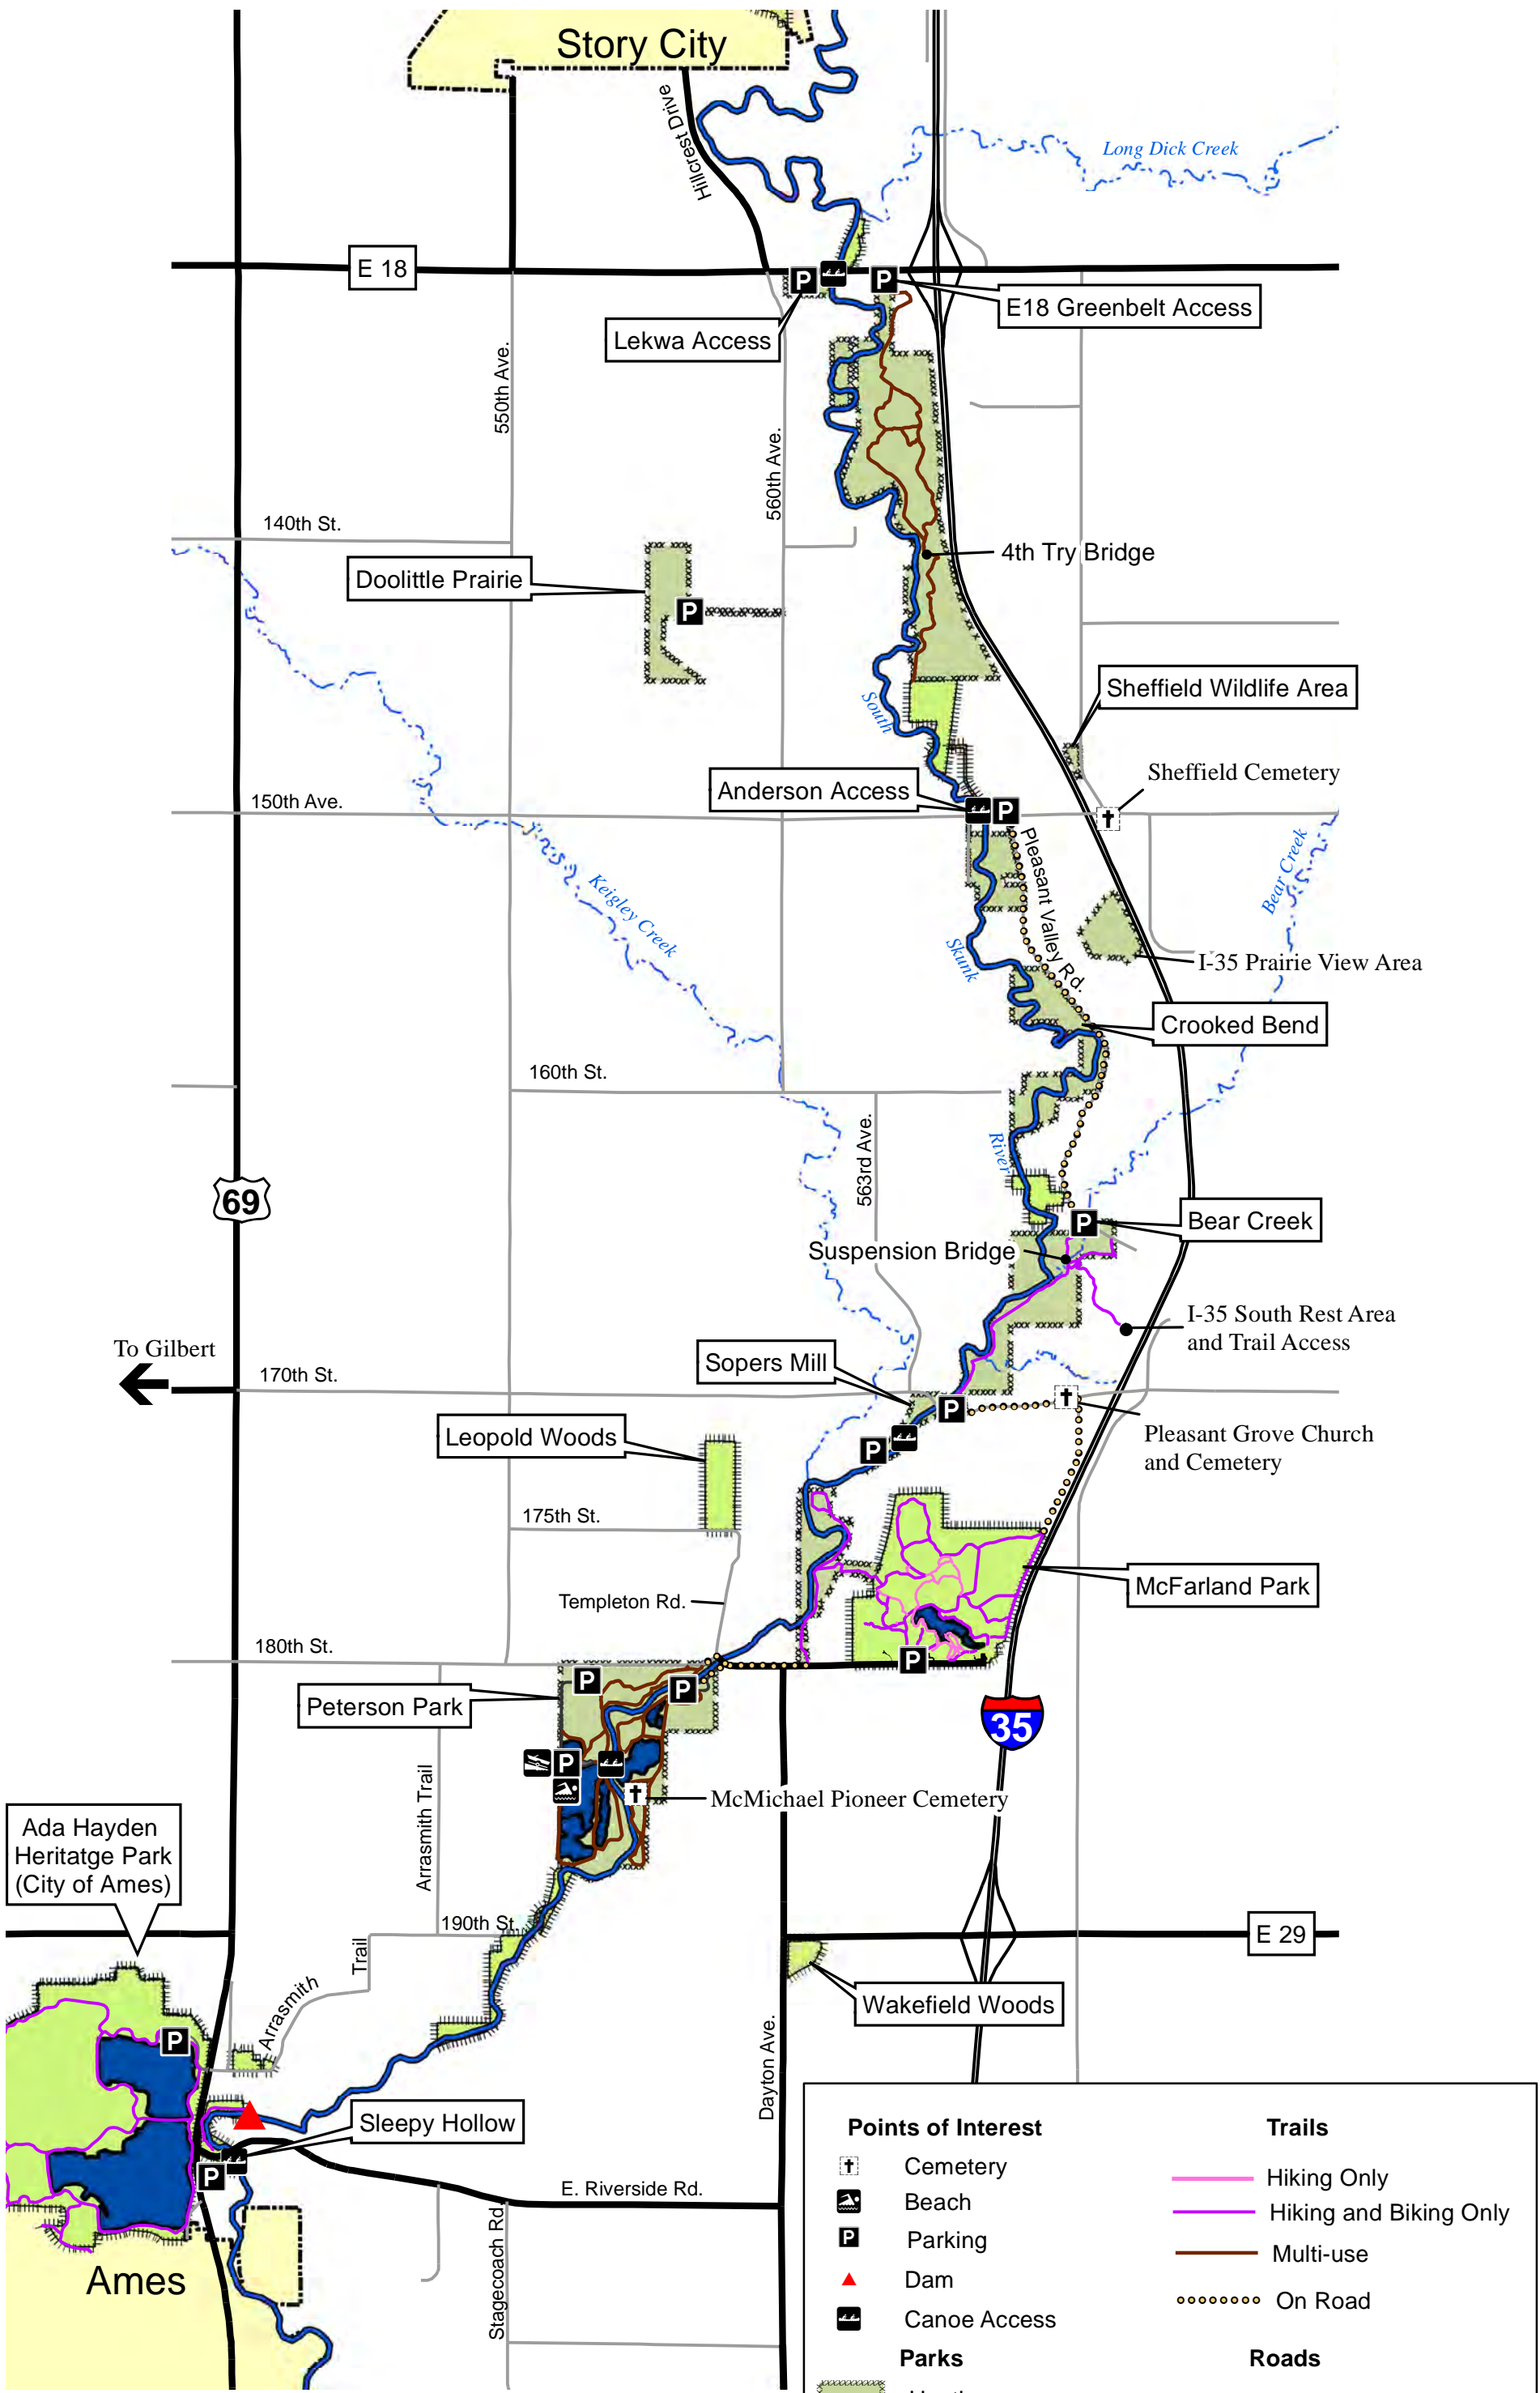 Story City
Hillcrest Drive
Long Dick Creek
E 18
P
P
E18 Greenbelt Access
Lekwa Access
550th Ave.
560th Ave.
140th St.
4th Try Bridge
Doolittle Prairie
P
Sheffield Wildlife Area
South
Sheffield Cemetery
Anderson Access
P
150th Ave.
Pleasant Valley Rd.
Bear Creek
Keigley Creek
Skunk
I-35 Prairie View Area
Crooked Bend
160th St.
563rd Ave.
River
69
P
Bear Creek
Suspension Bridge
I-35 South Rest Area
and Trail Access
To Gilbert
Sopers Mill
170th St.
P
Pleasant Grove Church
and Cemetery
Leopold Woods
P
175th St.
McFarland Park
Templeton Rd.
180th St.
P
P
P
Peterson Park
35
P
McMichael Pioneer Cemetery
Arrasmith Trail
Ada Hayden
Heritatge Park
(City of Ames)
190th St.
E 29
Trail
Arrasmith
Wakefield Woods
P
Dayton Ave.
Sleepy Hollow
P
E. Riverside Rd.
Stagecoach Rd.
Ames
Points of Interest
Cemetery
Beach
P
Parking
Dam
Canoe Access
Parks
Trails
Hiking Only
Hiking and Biking Only
Multi-use
On Road
Roads